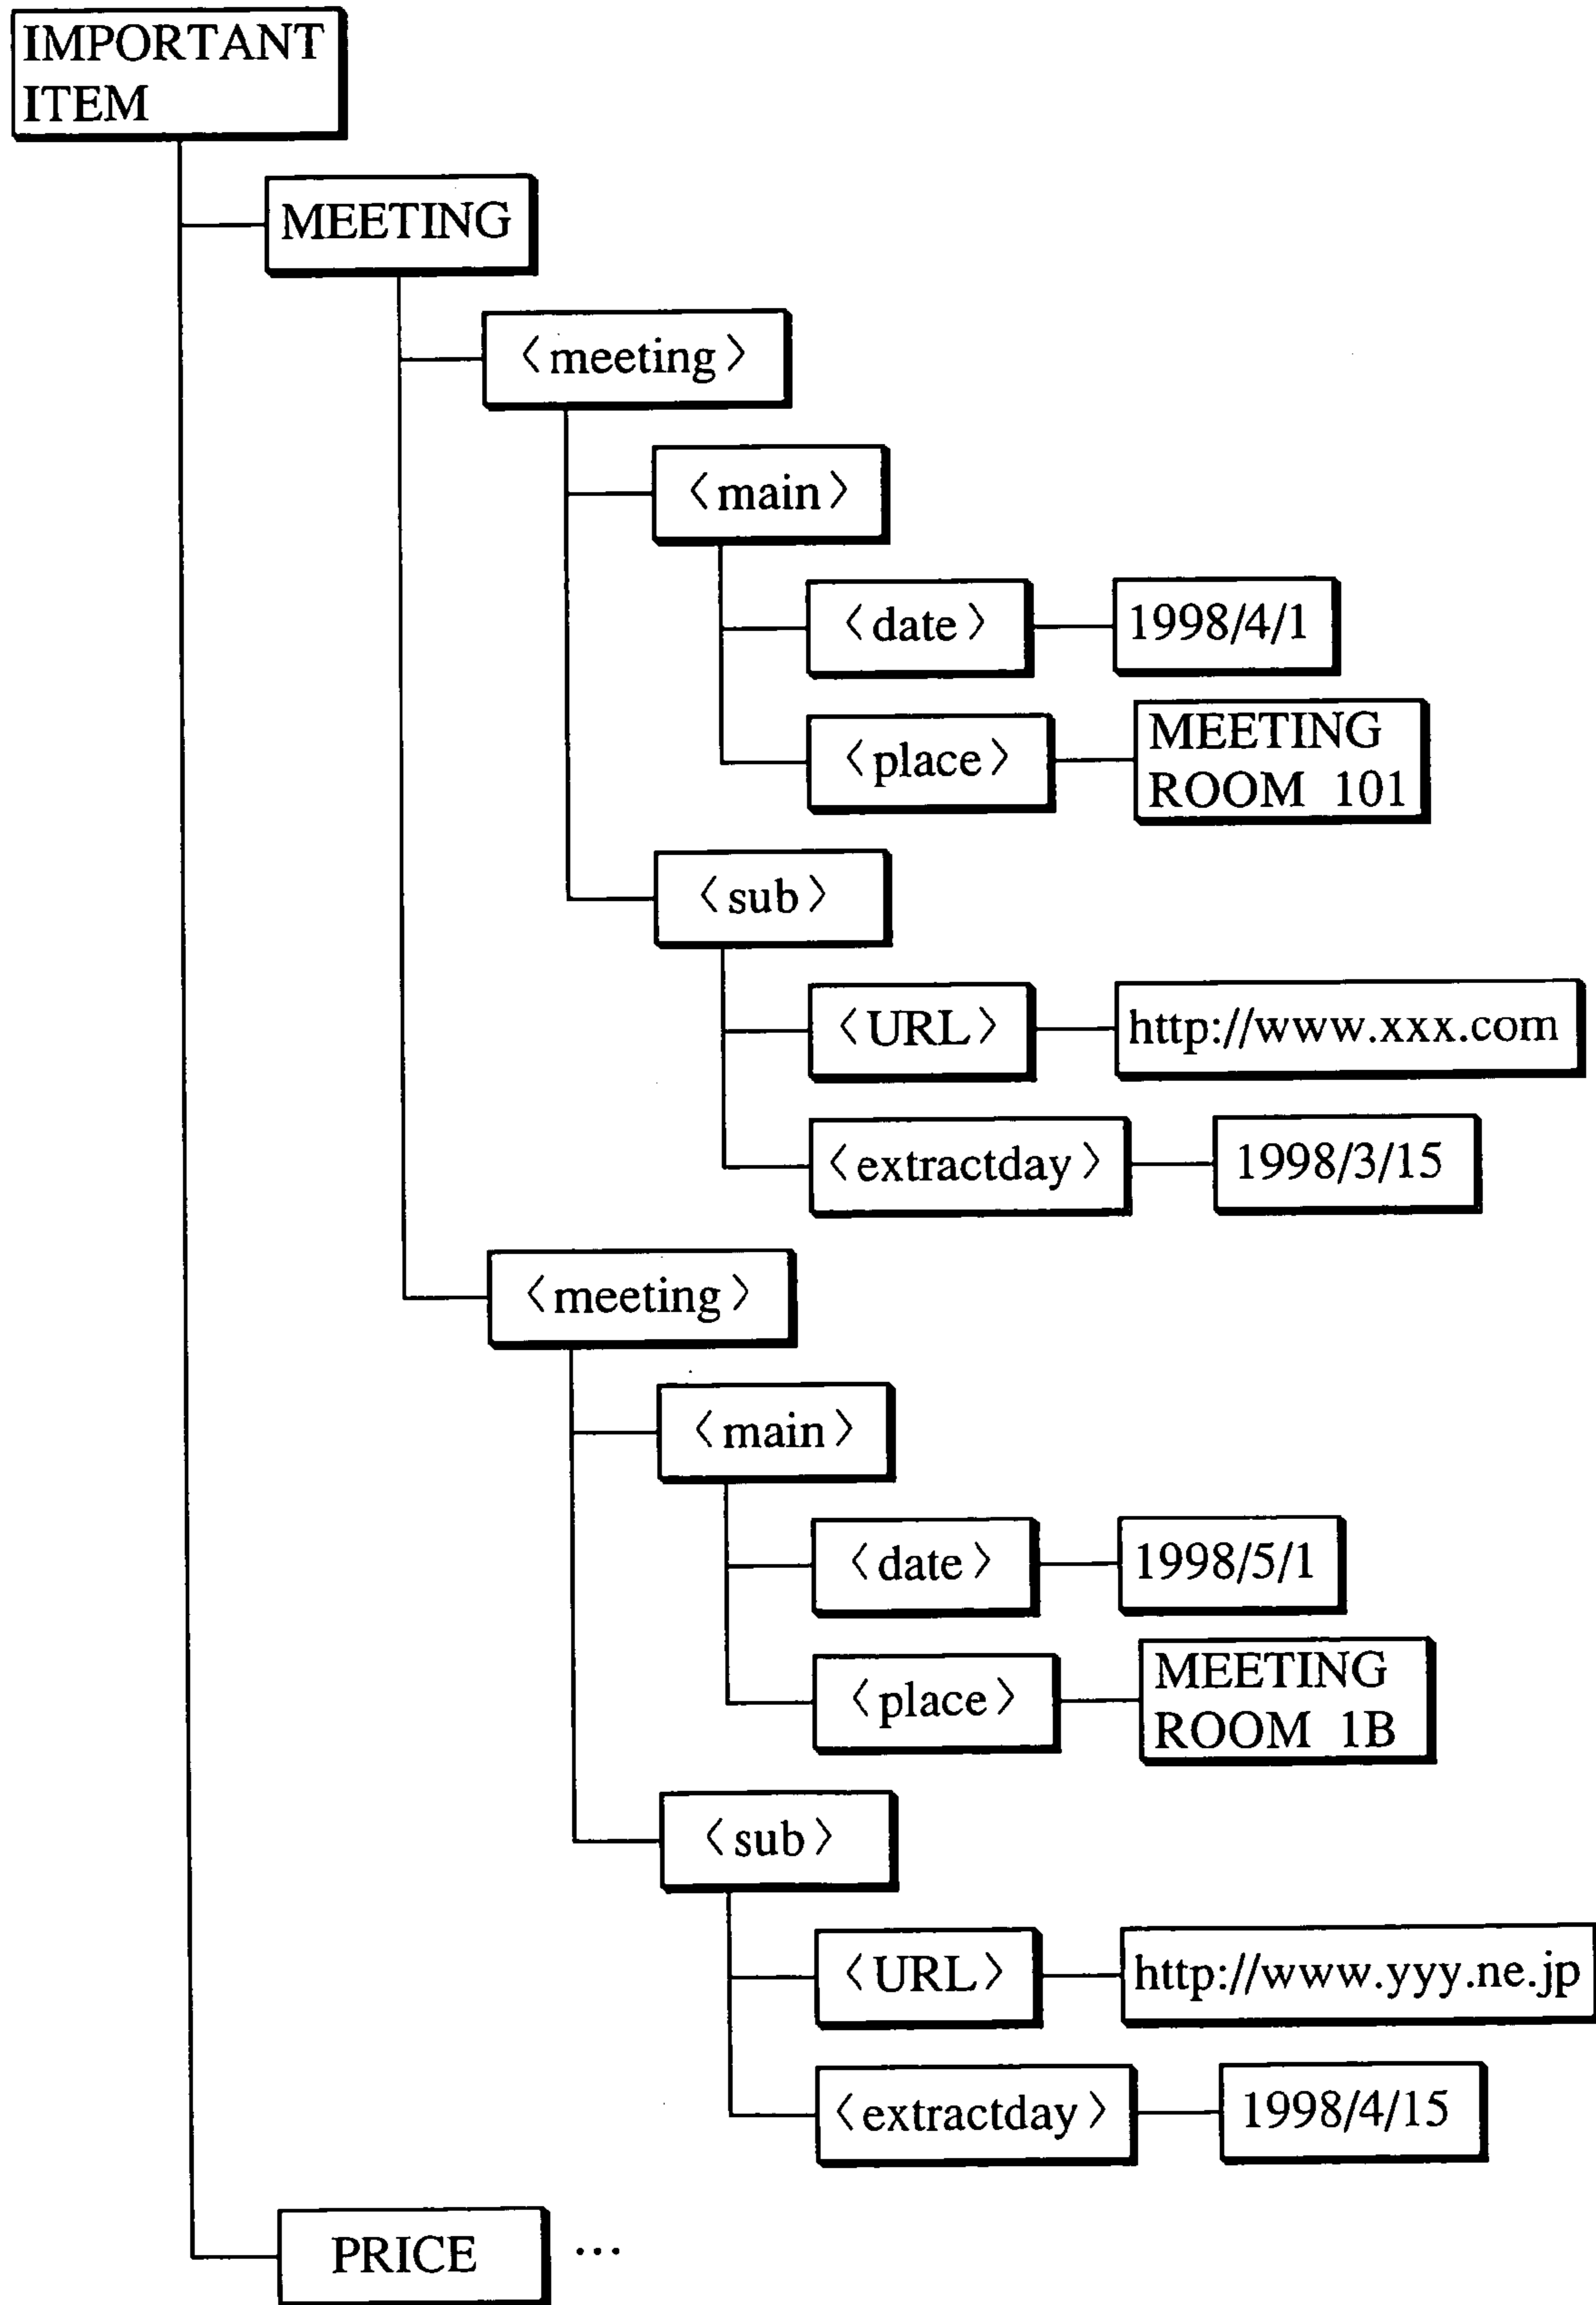 IMPORTANT
ITEM
MEETING
〈meeting〉
〈main〉
〈date〉 1998/4/1
〈place〉 MEETING
ROOM 101
〈sub〉
〈URL〉 http://www.xxx.com
〈extractday〉 1998/3/15
〈meeting〉
〈main〉
〈date〉 1998/5/1
〈place〉 MEETING
ROOM 1B
〈sub〉
〈URL〉 http://www.yyy.ne.jp
〈extractday〉 1998/4/15
PRICE ...